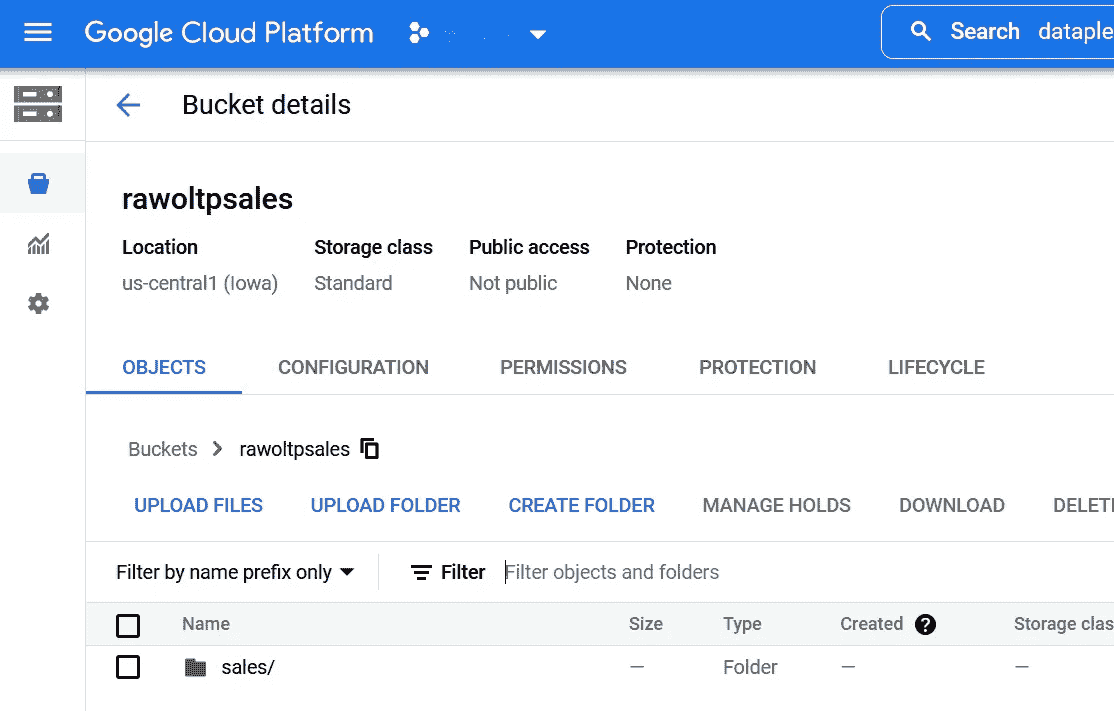 Google Cloud Platform
Search dataple
Bucket details
rawoltpsales
Location Storage class Public access Protection
us-central1 (Iowa) Standard Not public None
OBJECTS CONFIGURATION PERMISSIONS PROTECTION LIFECYCLE
Buckets rawoltpsales
UPLOAD FILES UPLOAD FOLDER CREATE FOLDER MANAGE HOLDS DOWNLOAD DELETI
Filter by name prefix only Filter Filter objects and folders
Name Size Type Created ? Storage clas
sales/ — Folder — —